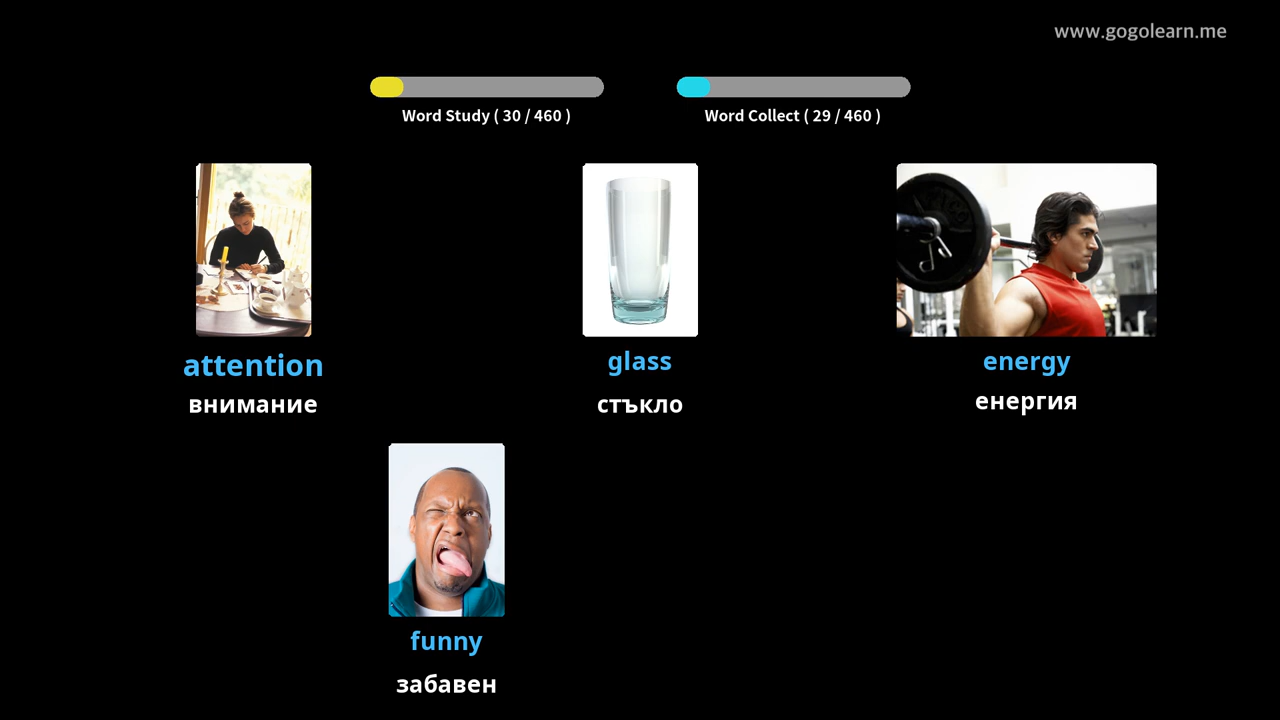 www.gogolearn.me
Word Study ( 30 / 460 )
Word Collect ( 29 / 460 )
attention
внимание
glass
стъкло
energy
енергия
funny
забавен